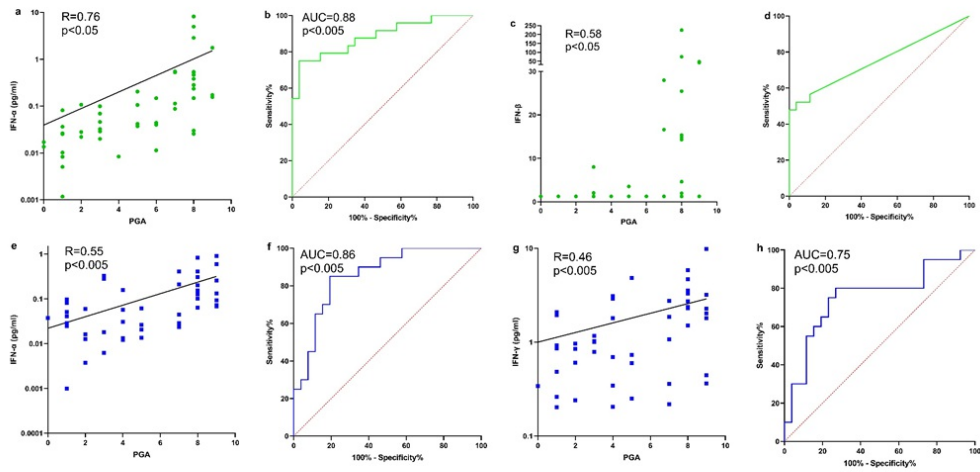 a
R=0.76
p<0.05
IFN-α (pg/ml)
10
1
0.1
0.01
0.001
0 2 4 6 8 10
PGA
b
AUC=0.88
p<0.005
Sensitivity%
100
80
60
40
20
0
0 20 40 60 80 100
100% - Specificity%
c
R=0.58
p<0.05
IFN-β
250
200
150
100
50
30
20
10
0
0 2 4 6 8 10
PGA
d
Sensitivity%
100
80
60
40
20
0
0 20 40 60 80 100
100% - Specificity%
e
R=0.55
p<0.005
IFN-α (pg/ml)
1
0.1
0.01
0.001
0.0001
0 2 4 6 8 10
PGA
f
AUC=0.86
p<0.005
Sensitivity%
100
80
60
40
20
0
0 20 40 60 80 100
100% - Specificity%
g
R=0.46
p<0.005
IFN-γ (pg/ml)
10
1
0.1
0 2 4 6 8 10
PGA
h
AUC=0.75
p<0.005
Sensitivity%
100
80
60
40
20
0
0 20 40 60 80 100
100% - Specificity%